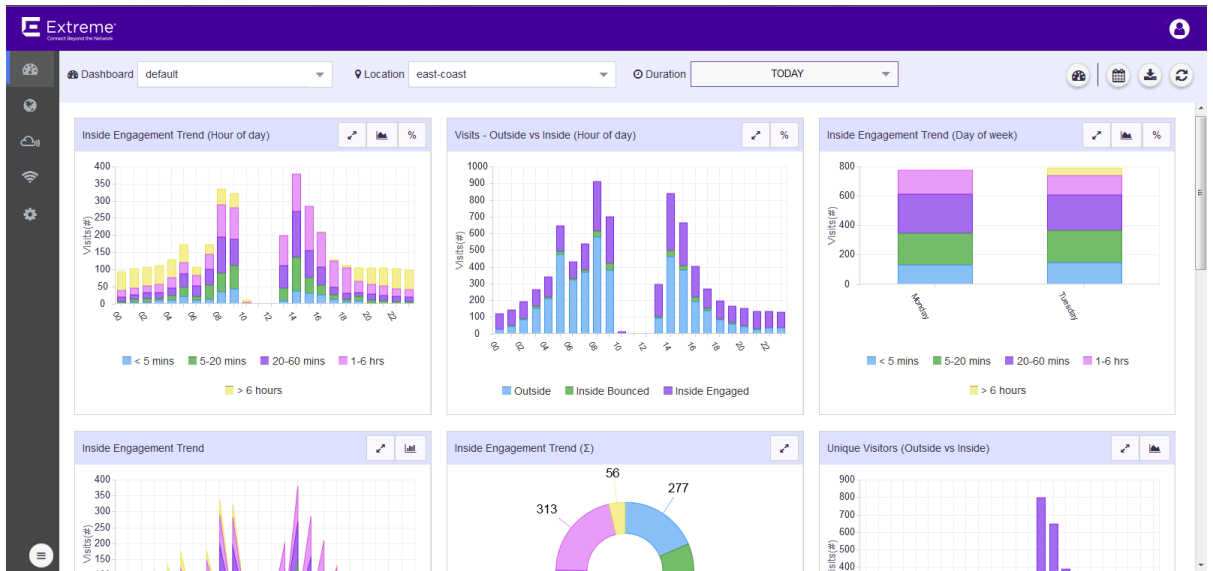 Extreme
Connect Beyond the Network
Dashboard default Location east-coast Duration TODAY
Inside Engagement Trend (Hour of day) %
400
350
300
250
200
150
100
50
0
Visits(#)
00 02 04 06 08 10 12 14 16 18 20 22
< 5 mins 5-20 mins 20-60 mins 1-6 hrs
> 6 hours
Visits - Outside vs Inside (Hour of day) %
1000
900
800
700
600
500
400
300
200
100
0
Visits(#)
00 02 04 06 08 10 12 14 16 18 20 22
Outside Inside Bounced Inside Engaged
Inside Engagement Trend (Day of week) %
800
600
400
200
0
Visits(#)
Monday Tuesday
< 5 mins 5-20 mins 20-60 mins 1-6 hrs
> 6 hours
Inside Engagement Trend
400
350
300
250
200
150
100
Visits(#)
Inside Engagement Trend (Σ)
56
277
313
Unique Visitors (Outside vs Inside)
900
800
700
600
500
400
Visits(#)